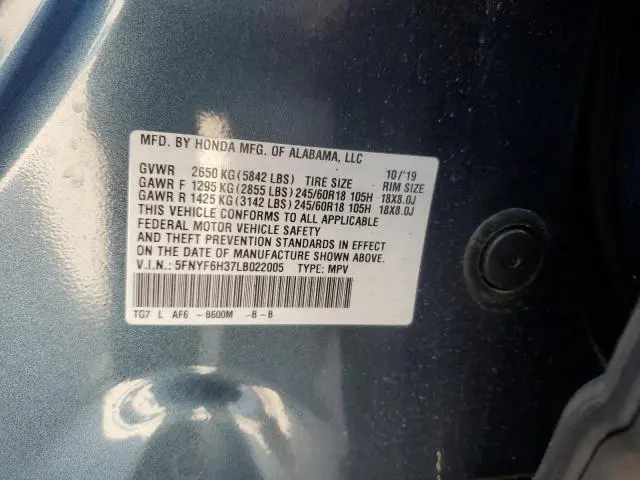 MFD. BY HONDA MFG. OF ALABAMA, LLC
GVWR 2650 KG (5842 LBS) TIRE SIZE 10/'19 RIM SIZE
GAWR F 1295 KG (2855 LBS) 245/60R18 105H 18X8.0J
GAWR R 1425 KG (3142 LBS) 245/60R18 105H 18X8.0J
THIS VEHICLE CONFORMS TO ALL APPLICABLE
FEDERAL MOTOR VEHICLE SAFETY
AND THEFT PREVENTION STANDARDS IN EFFECT
ON THE DATE OF MANUFACTURE SHOWN ABOVE.
V.I.N.: 5FNYF6H37LB022005 TYPE: MPV
TG7 L AF6 -B600M -B-B